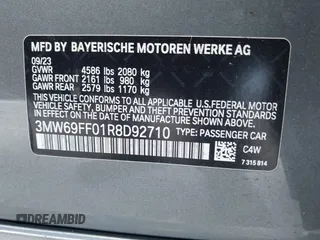 MFD BY BAYERISCHE MOTOREN WERKE AG
09/23
GVWR 4586 lbs 2080 kg
GAWR FRONT 2161 lbs 980 kg
GAWR REAR 2579 lbs 1170 kg
THIS VEHICLE CONFORMS TO ALL APPLICABLE
FEDERAL MOTOR VEHICLE SAFETY, BUMPER,
AND THEFT PREVENTION STANDARDS IN EFFECT
ON THE DATE OF MANUFACTURE SHOWN ABOVE.
3MW69FF01R8D92710 TYPE: PASSENGER CAR
C4W
7 315 814
DREAMBID